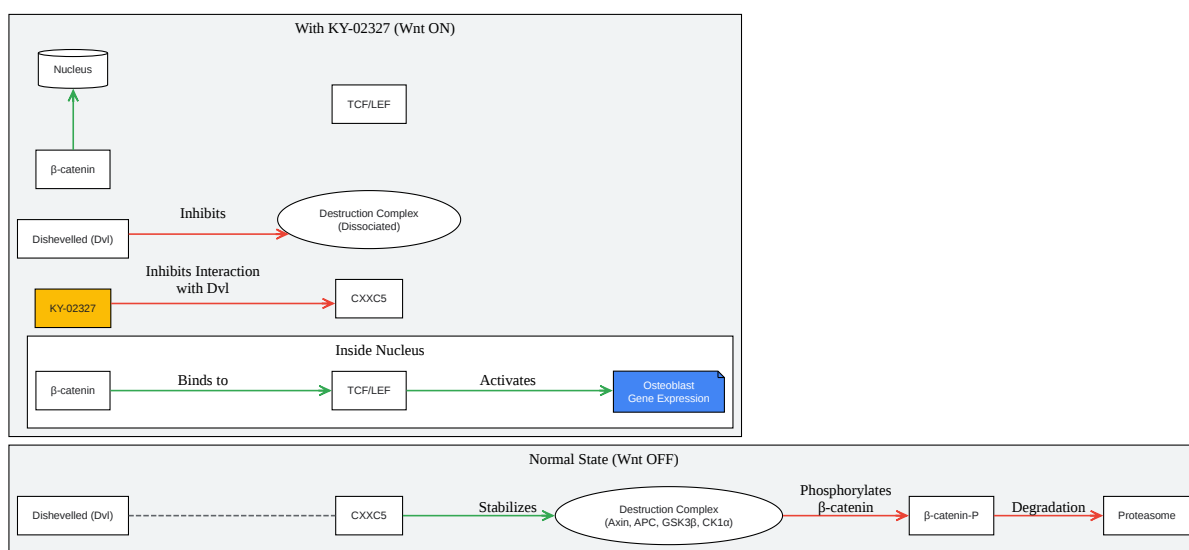 With KY-02327 (Wnt ON)
Nucleus
TCF/LEF
β-catenin
Inhibits
Destruction Complex
(Dissociated)
Dishevelled (Dvl)
Inhibits Interaction
with Dvl
KY-02327
CXXC5
Inside Nucleus
β-catenin
Binds to
TCF/LEF
Activates
Osteoblast
Gene Expression
Normal State (Wnt OFF)
Dishevelled (Dvl)
CXXC5
Stabilizes
Destruction Complex
(Axin, APC, GSK3β, CK1α)
Phosphorylates
β-catenin
β-catenin-P
Degradation
Proteasome